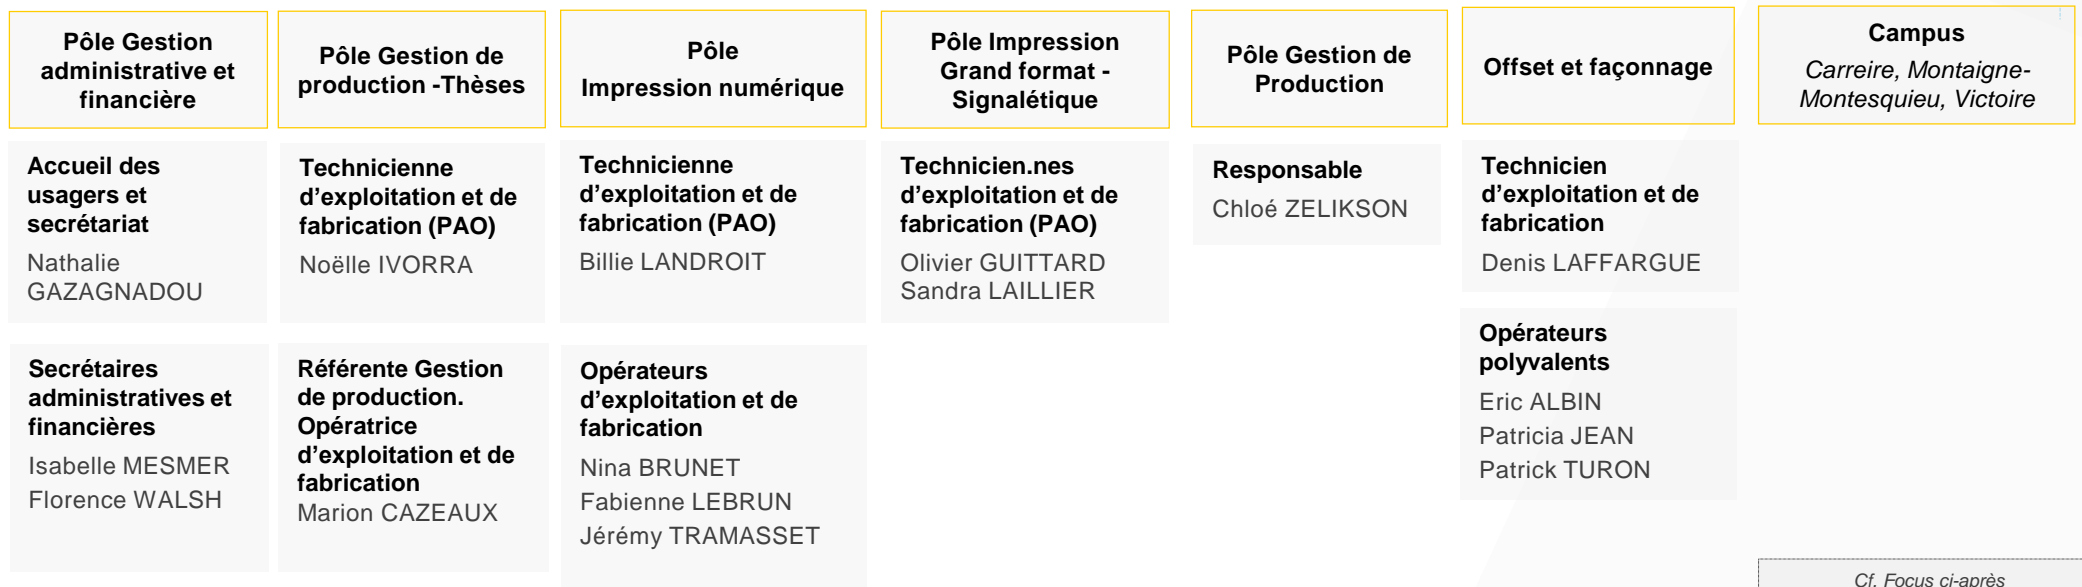 Pôle Gestion
administrative et
financière
Accueil des
usagers et
secrétariat
Nathalie
GAZAGNADOU
Secrétaires
administratives et
financières
Isabelle MESMER
Florence WALSH
Pôle Gestion de
production -Thèses
Technicienne
d’exploitation et de
fabrication (PAO)
Noëlle IVORRA
Référente Gestion
de production.
Opératrice
d’exploitation et de
fabrication
Marion CAZEAUX
Pôle
Impression numérique
Technicienne
d’exploitation et de
fabrication (PAO)
Billie LANDROIT
Opérateurs
d’exploitation et de
fabrication
Nina BRUNET
Fabienne LEBRUN
Jérémy TRAMASSET
Pôle Impression
Grand format -
Signalétique
Technicien.nes
d’exploitation et de
fabrication (PAO)
Olivier GUITTARD
Sandra LAILLIER
Pôle Gestion de
Production
Responsable
Chloé ZELIKSON
Offset et façonnage
Technicien
d’exploitation et de
fabrication
Denis LAFFARGUE
Opérateurs
polyvalents
Eric ALBIN
Patricia JEAN
Patrick TURON
Campus
Carreire, Montaigne-
Montesquieu, Victoire
Cf. Focus ci-après